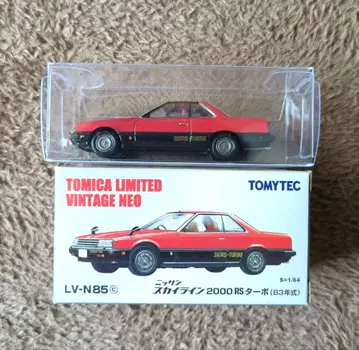 TOMICA LIMITED
VINTAGE NEO
TOMYTEC
S=1/64
LV-N85ⓒ
ニッサン
スカイライン2000RSターボ(83年式)